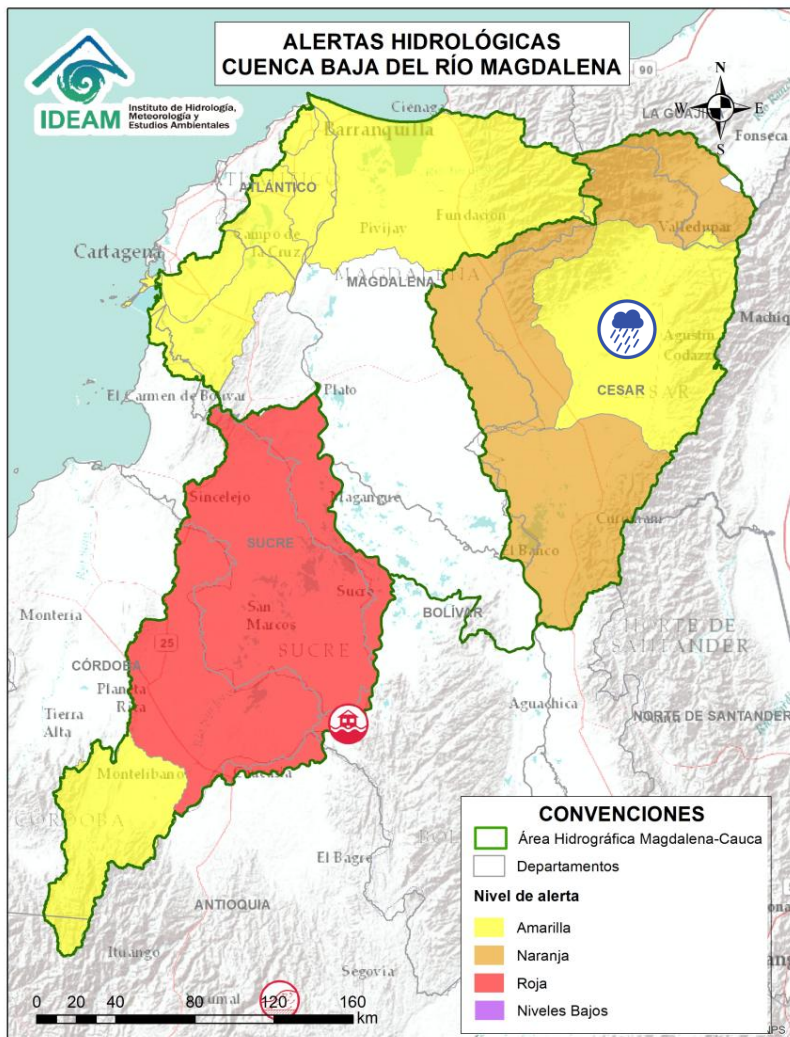 ALERTAS HIDROLÓGICAS
CUENCA BAJA DEL RÍO MAGDALENA
IDEAM
Instituto de Hidrología,
Meteorología y
Estudios Ambientales
N
W E
S
90
Ciénaga
LA GUAJIRA
Fonseca
Barranquilla
ATLÁNTICO
Valledupar
Pivijay
Fundación
Cartagena
Campo de
la Cruz
MAGDALENA
Machiq
Agustín
Codazzi
CESAR
El Carmen de Bolívar
Plato
Sincelejo
Magangue
Curumaní
SUCRE
El Banco
Sucre
San
Marcos
BOLÍVAR
Montería
SUCRE
NORTE DE
SANTANDER
25
CÓRDOBA
Planeta
Rica
Aguachica
Tierra
Alta
NORTE DE SANTANDER
Montelíbano
Caucasia
CÓRDOBA
El Bagre
ANTIOQUIA
Ituango
Segovia
CONVENCIONES
Área Hidrográfica Magdalena-Cauca
Departamentos
Nivel de alerta
Amarilla
Naranja
Roja
Niveles Bajos
0 20 40 80 120 160
km